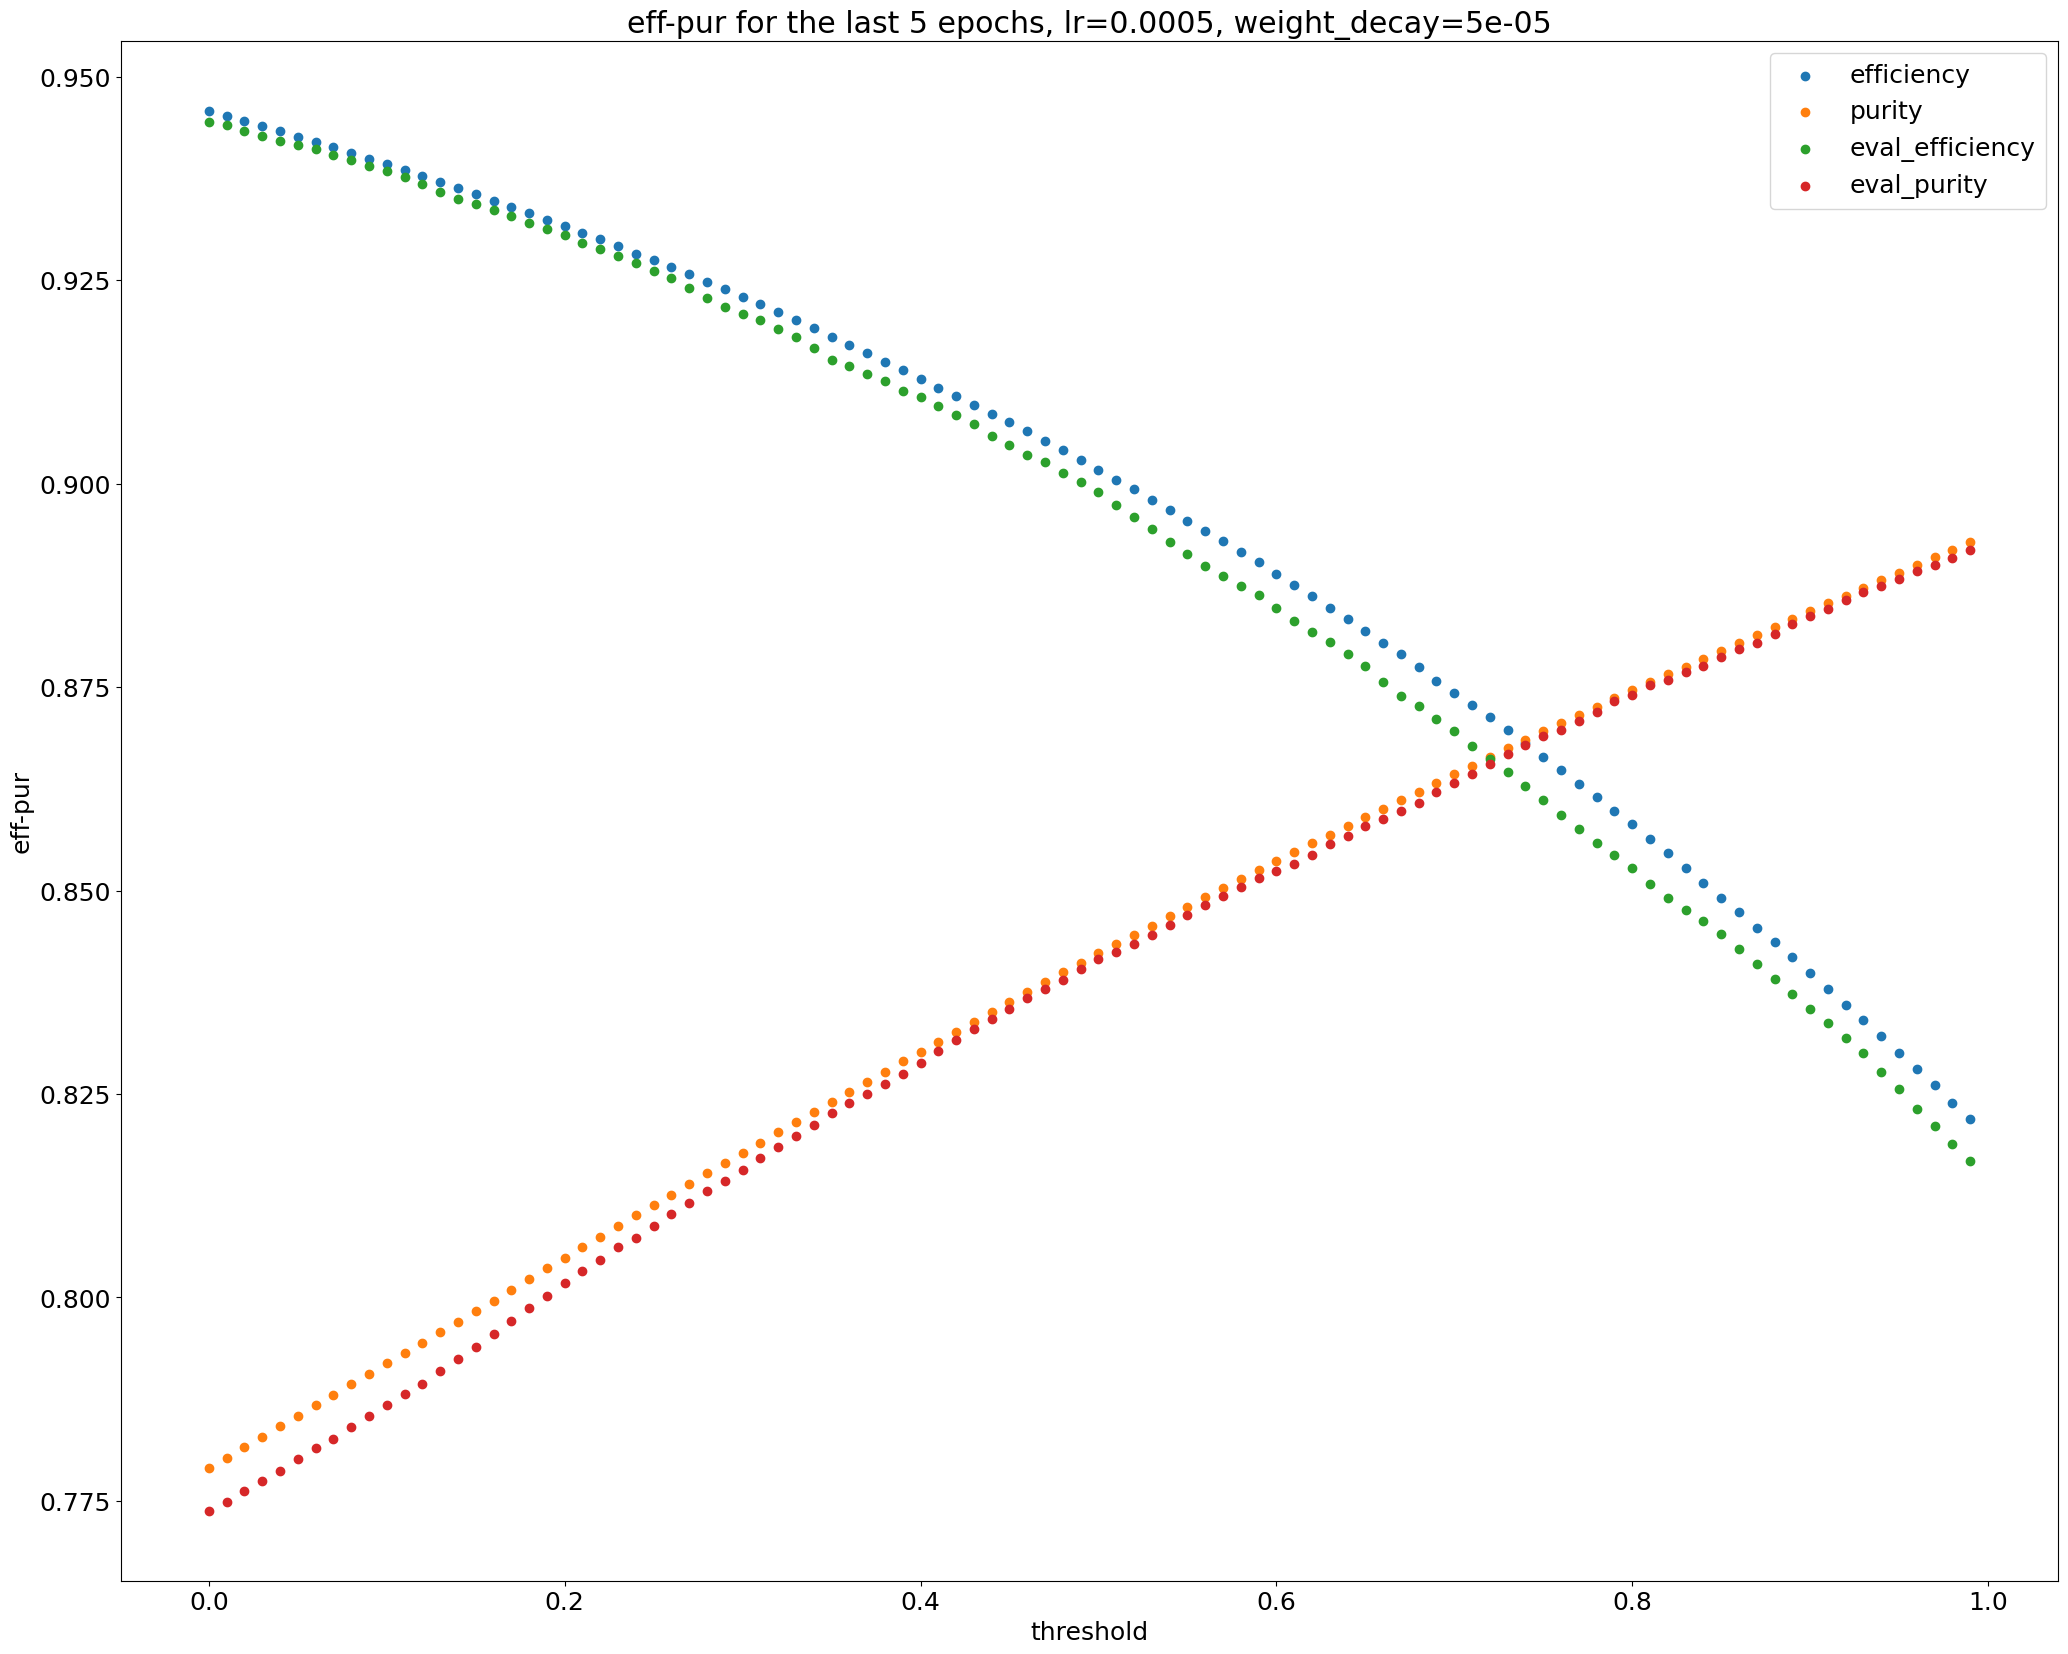 eff-pur for the last 5 epochs, lr=0.0005, weight_decay=5e-05
efficiency
purity
eval_efficiency
eval_purity
0.950
0.925
0.900
0.875
0.850
0.825
0.800
0.775
eff-pur
0.0 0.2 0.4 0.6 0.8 1.0
threshold